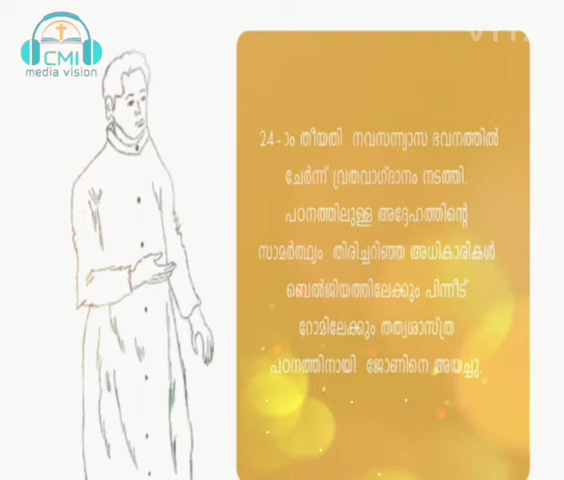 CMI
media vision
24-ാം തീയതി നവസന്ന്യാസ ഭവനത്തിൽ
ചേർന്ന് വ്രതവാഗ്ദാനം നടത്തി.
പഠനത്തിലുള്ള അദ്ദേഹത്തിന്റെ
സാമർത്ഥ്യം തിരിച്ചറിഞ്ഞ അധികാരികൾ
ബെൽജിയത്തിലേക്കും പിന്നീട്
റോമിലേക്കും തത്വശാസ്ത്ര
പഠനത്തിനായി ജോണിനെ അയച്ചു.